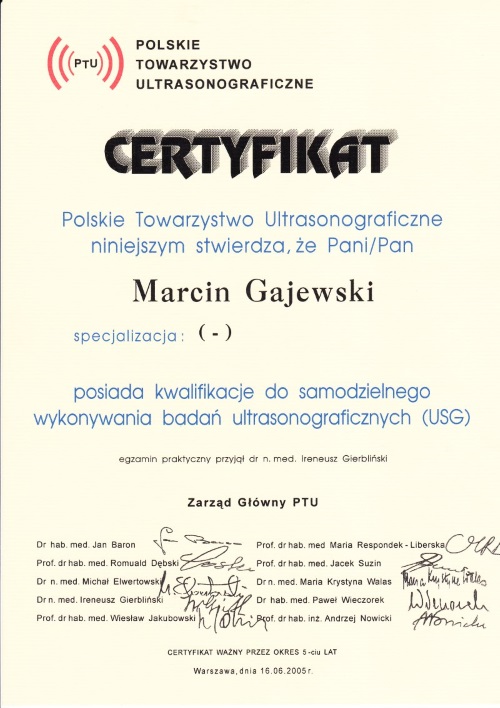 PTU
POLSKIE
TOWARZYSTWO
ULTRASONOGRAFICZNE
CERTYFIKAT
Polskie Towarzystwo Ultrasonograficzne
niniejszym stwierdza, że Pani/Pan
Marcin Gajewski
specjalizacja: (-)
posiada kwalifikacje do samodzielnego
wykonywania badań ultrasonograficznych (USG)
egzamin praktyczny przyjął dr n. med. Ireneusz Gierbliński
Zarząd Główny PTU
Dr hab. med. Jan Baron
Prof. dr hab. med. Romuald Dębski
Dr n. med. Michał Elwertowski
Dr n. med. Ireneusz Gierbliński
Prof. dr hab. med. Wiesław Jakubowski
Prof. dr hab. med. Maria Respondek - Liberska
Prof. dr hab. med. Jacek Suzin
Dr n. med. Maria Krystyna Walas
Dr hab. med. Paweł Wieczorek
Prof. dr hab. inż. Andrzej Nowicki
CERTYFIKAT WAŻNY PRZEZ OKRES 5-ciu LAT
Warszawa, dnia 16.06.2005 r.